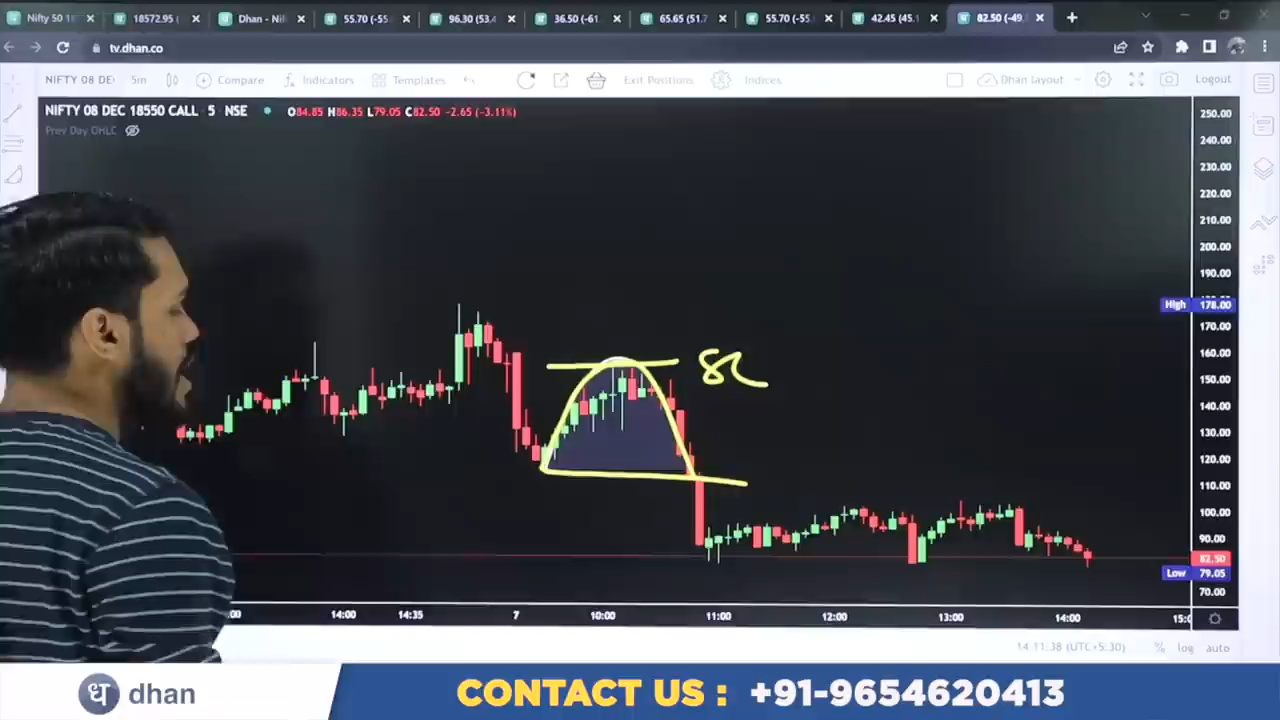 Nifty 50 18
18572.95 (
Dhan - Nif
55.70 (-55
96.30 (53.4
36.50 (-61.
65.65 (51.7
55.70 (-55.
42.45 (45.1
82.50 (-49.
tv.dhan.co
NIFTY 08 DE
5m
Compare
Indicators
Templates
Exit Positions
Indices
Dhan layout
Logout
NIFTY 08 DEC 18550 CALL · 5 NSE
O84.85 H86.35 L79.05 C82.50 -2.65 (-3.11%)
Prev Day OHLC
250.00
240.00
230.00
220.00
210.00
200.00
190.00
High 178.00
170.00
160.00
SL
150.00
140.00
130.00
120.00
110.00
100.00
90.00
82.50
Low 79.05
70.00
:00 14:00 14:35 7 10:00 11:00 12:00 13:00 14:00 15:0
14:11:38 (UTC+5:30) % log auto
ध dhan
CONTACT US : +91-9654620413